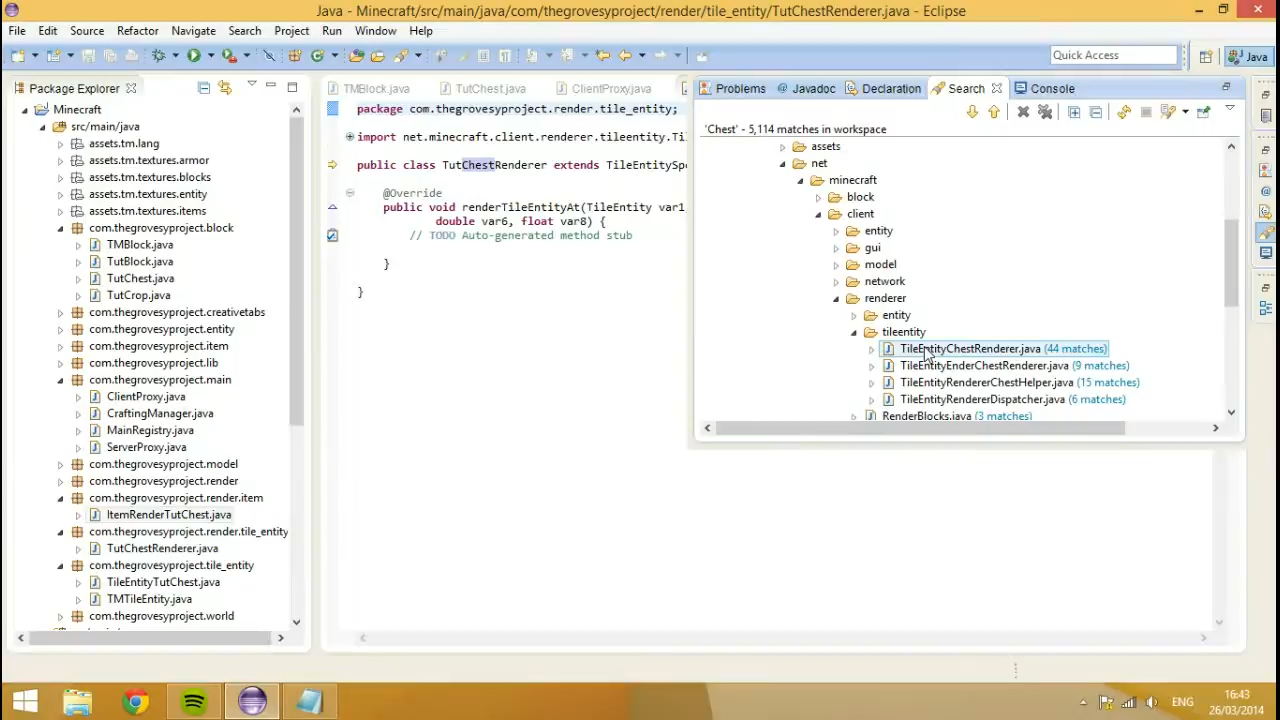 Java - Minecraft/src/main/java/com/thegrovesyproject/render/tile_entity/TutChestRenderer.java - Eclipse
File Edit Source Refactor Navigate Search Project Run Window Help
Quick Access
Java
Package Explorer
Minecraft
src/main/java
assets.tm.lang
assets.tm.textures.armor
assets.tm.textures.blocks
assets.tm.textures.entity
assets.tm.textures.items
com.thegrovesyproject.block
TMBlock.java
TutBlock.java
TutChest.java
TutCrop.java
com.thegrovesyproject.creativetabs
com.thegrovesyproject.entity
com.thegrovesyproject.item
com.thegrovesyproject.lib
com.thegrovesyproject.main
ClientProxy.java
CraftingManager.java
MainRegistry.java
ServerProxy.java
com.thegrovesyproject.model
com.thegrovesyproject.render
com.thegrovesyproject.render.item
ItemRenderTutChest.java
com.thegrovesyproject.render.tile_entity
TutChestRenderer.java
com.thegrovesyproject.tile_entity
TileEntityTutChest.java
TMTileEntity.java
com.thegrovesyproject.world
TMBlock.java TutChest.java ClientProxy.java
package com.thegrovesyproject.render.tile_entity;
import net.minecraft.client.renderer.tileentity.Ti
public class TutChestRenderer extends TileEntitySpe
@Override
public void renderTileEntityAt(TileEntity var1
double var6, float var8) {
// TODO Auto-generated method stub
}
}
Problems Javadoc Declaration Search Console
'Chest' - 5,114 matches in workspace
assets
net
minecraft
block
client
entity
gui
model
network
renderer
entity
tileentity
TileEntityChestRenderer.java (44 matches)
TileEntityEnderChestRenderer.java (9 matches)
TileEntityRendererChestHelper.java (15 matches)
TileEntityRendererDispatcher.java (6 matches)
RenderBlocks.java (3 matches)
ENG
16:43
26/03/2014